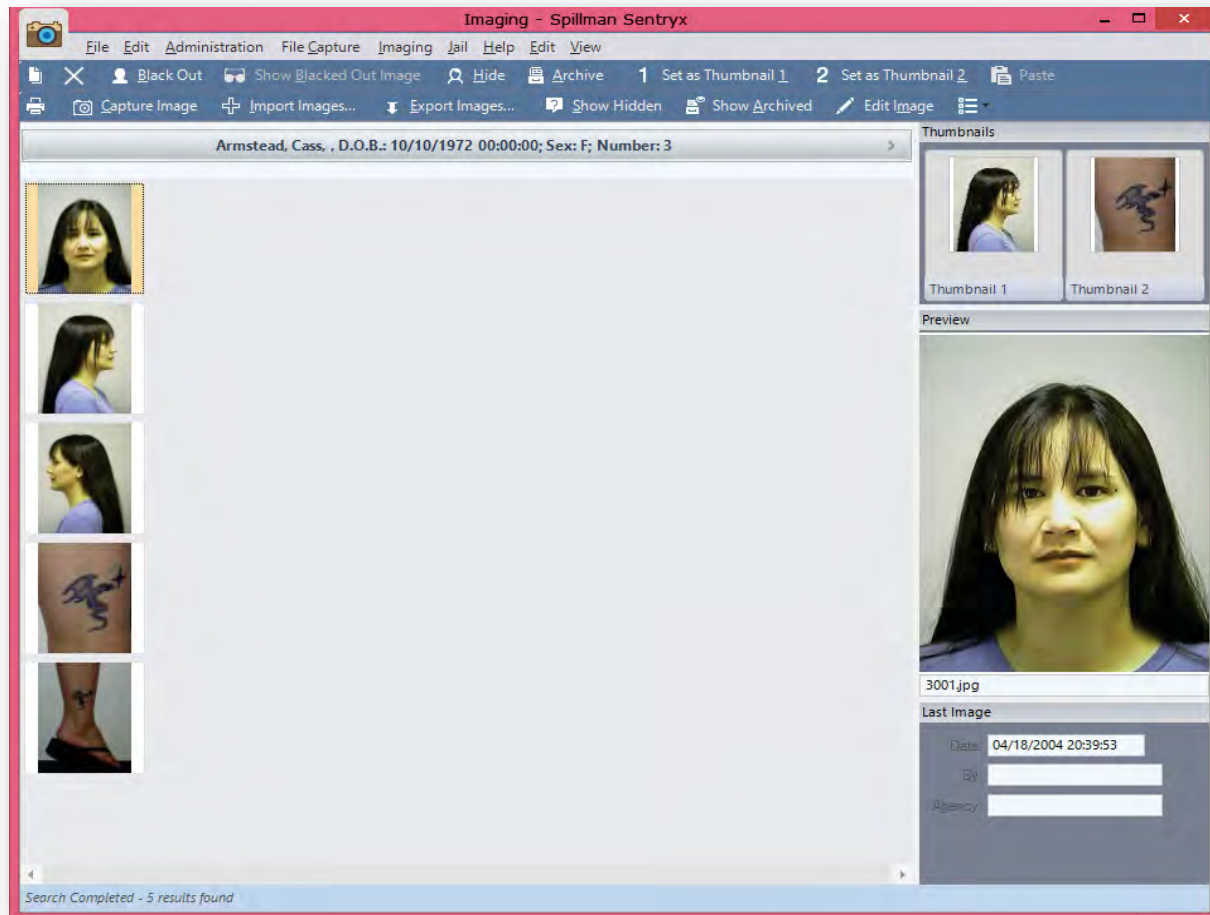 Imaging - Spillman Sentryx
File Edit Administration File Capture Imaging Jail Help Edit View
Black Out Show Blacked Out Image Hide Archive 1 Set as Thumbnail 1 2 Set as Thumbnail 2 Paste
Capture Image Import Images... Export Images... Show Hidden Show Archived Edit Image
Armstead, Cass, , D.O.B.: 10/10/1972 00:00:00; Sex: F; Number: 3
Thumbnails
Thumbnail 1 Thumbnail 2
Preview
3001.jpg
Last Image
Date 04/18/2004 20:39:53
By
Agency
Search Completed - 5 results found